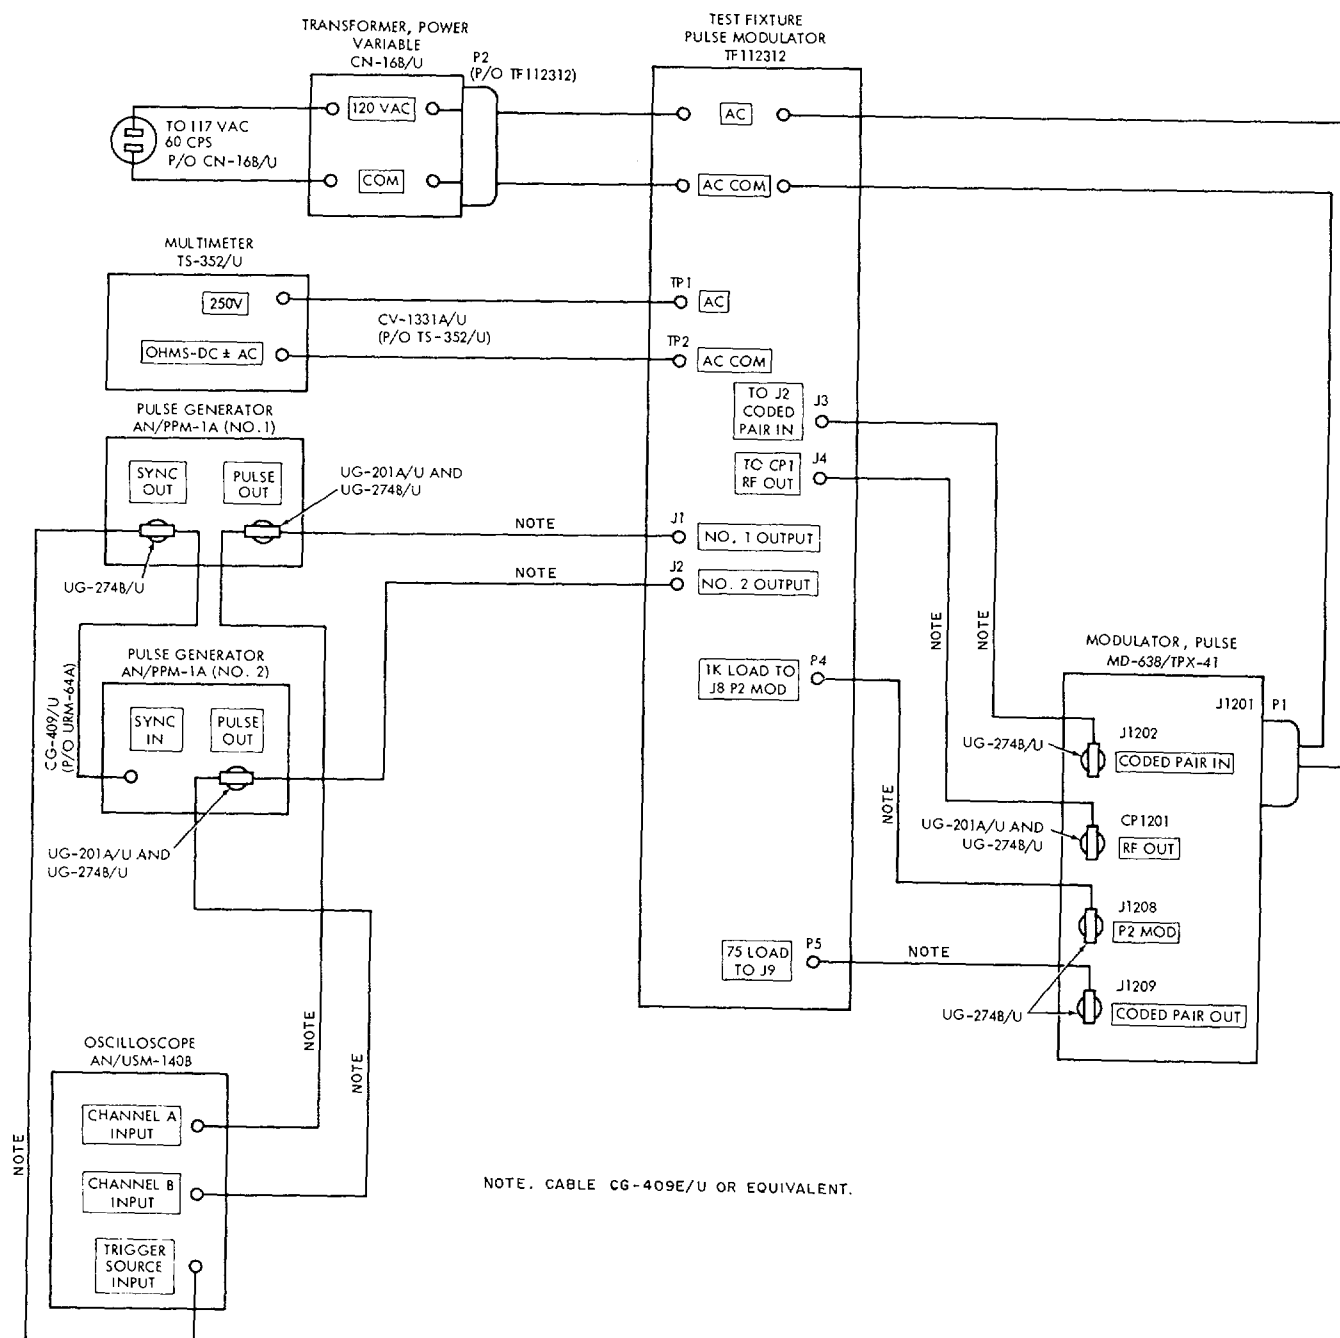 TRANSFORMER, POWER
VARIABLE
CN-16B/U
P2
(P/O TF112312)
TO 117 VAC
60 CPS
P/O CN-16B/U
120 VAC
COM
TEST FIXTURE
PULSE MODULATOR
TF112312
AC
AC COM
MULTIMETER
TS-352/U
250V
OHMS-DC ± AC
CV-1331A/U
(P/O TS-352/U)
TP1
AC
TP2
AC COM
TO J2
CODED
PAIR IN
J3
TO CP1
RF OUT
J4
PULSE GENERATOR
AN/PPM-1A (NO. 1)
SYNC
OUT
PULSE
OUT
UG-201A/U AND
UG-274B/U
UG-274B/U
NOTE
J1
NO. 1 OUTPUT
NOTE
J2
NO. 2 OUTPUT
PULSE GENERATOR
AN/PPM-1A (NO. 2)
SYNC
IN
PULSE
OUT
CG-409/U
(P/O URM-64A)
UG-201A/U AND
UG-274B/U
1K LOAD TO
J8 P2 MOD
P4
75 LOAD
TO J9
P5
NOTE
NOTE
NOTE
NOTE
MODULATOR, PULSE
MD-638/TPX-41
J1201
P1
J1202
CODED PAIR IN
UG-274B/U
CP1201
RF OUT
UG-201A/U AND
UG-274B/U
J1208
P2 MOD
J1209
CODED PAIR OUT
UG-274B/U
OSCILLOSCOPE
AN/USM-140B
CHANNEL A
INPUT
CHANNEL B
INPUT
TRIGGER
SOURCE
INPUT
NOTE
NOTE
NOTE
NOTE. CABLE CG-409E/U OR EQUIVALENT.